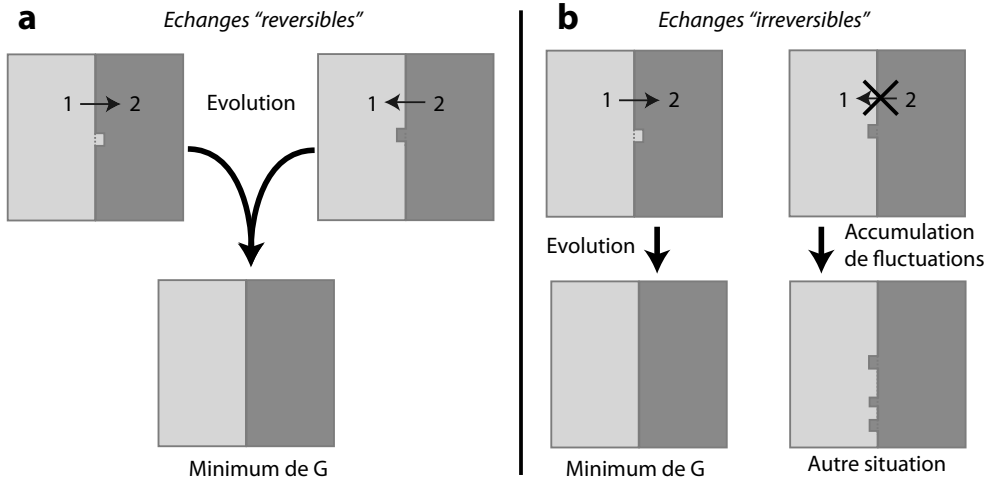 a
Echanges “reversibles”
1
2
Evolution
1
2
Minimum de G
b
Echanges “irreversibles”
1
2
1
2
Evolution
Accumulation
de fluctuations
Minimum de G
Autre situation